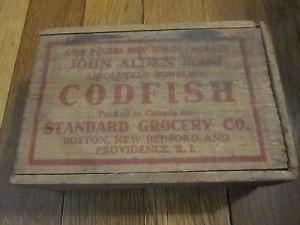 ONE POUND NET WHEN PACKED
JOHN ALDEN Brand
ABSOLUTELY BONELESS
CODFISH
Packed in Canada for
STANDARD GROCERY CO.
BOSTON, NEW BEDFORD AND
PROVIDENCE, R. I.